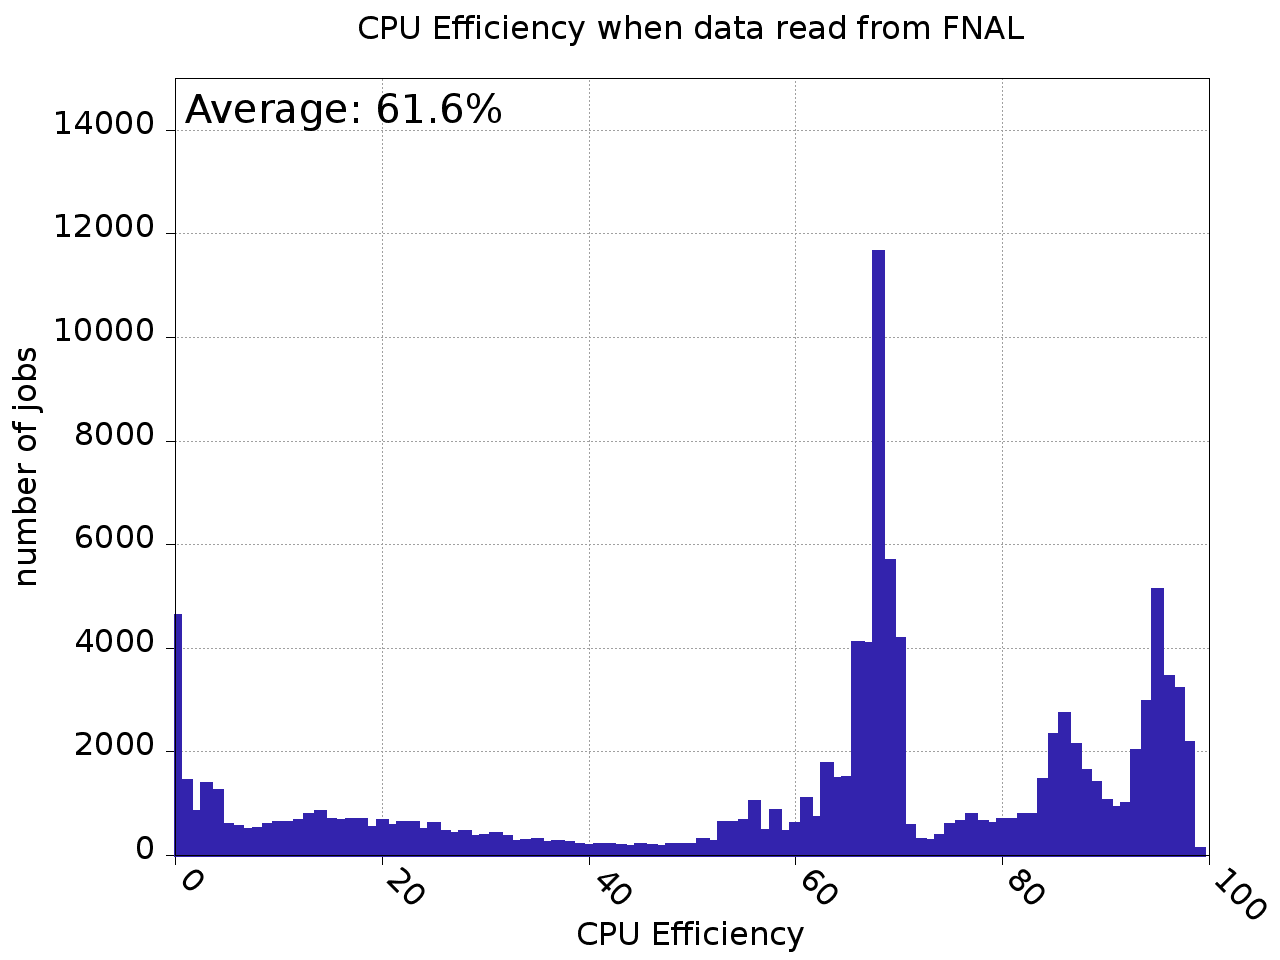 CPU Efficiency when data read from FNAL
Average: 61.6%
14000
12000
10000
8000
6000
4000
2000
0
number of jobs
0 20 40 60 80 100
CPU Efficiency